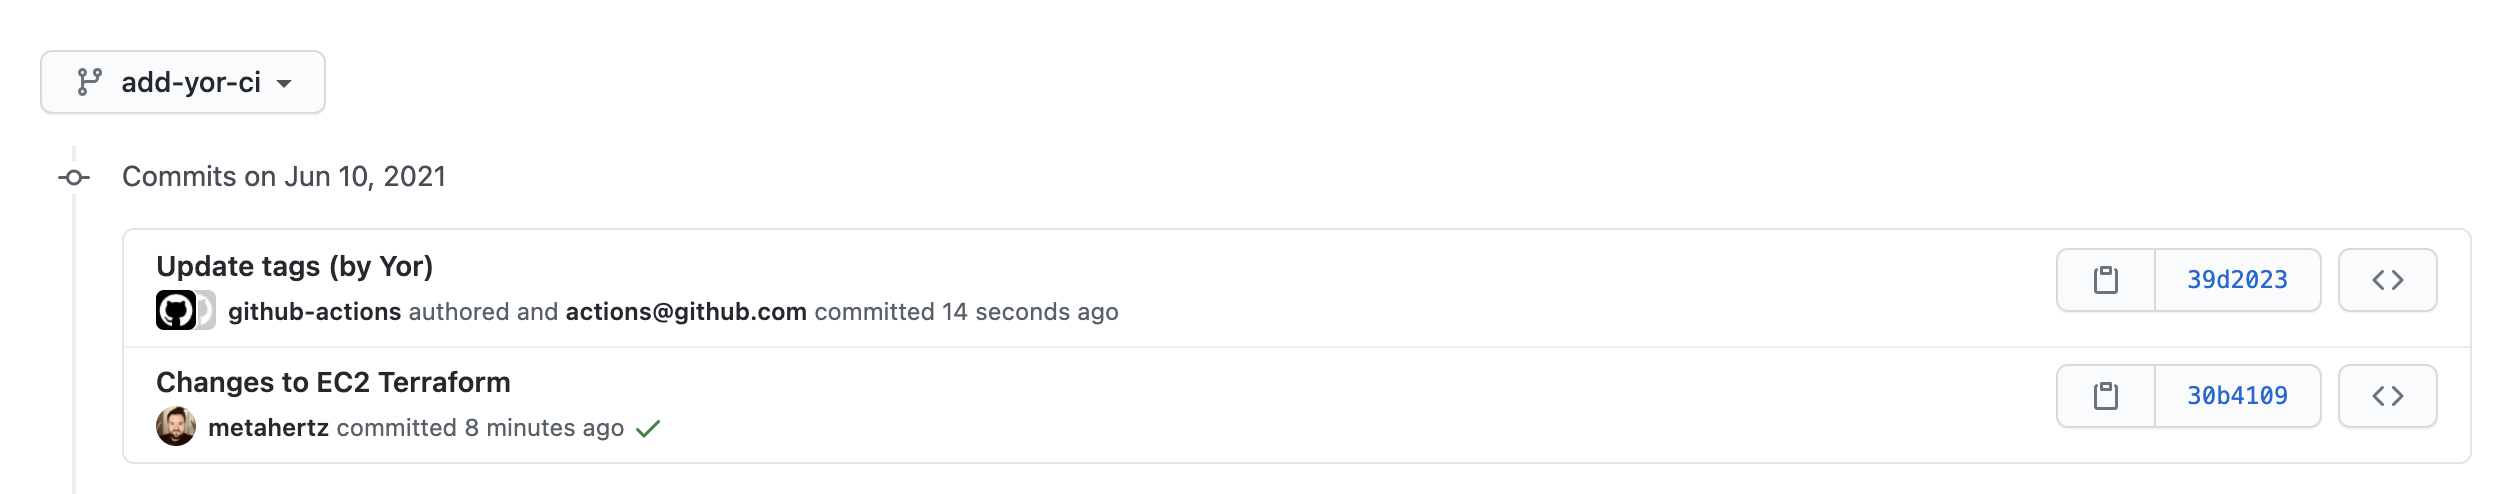 add-yor-ci
Commits on Jun 10, 2021
Update tags (by Yor)
github-actions authored and actions@github.com committed 14 seconds ago
39d2023
Changes to EC2 Terraform
metahertz committed 8 minutes ago
30b4109